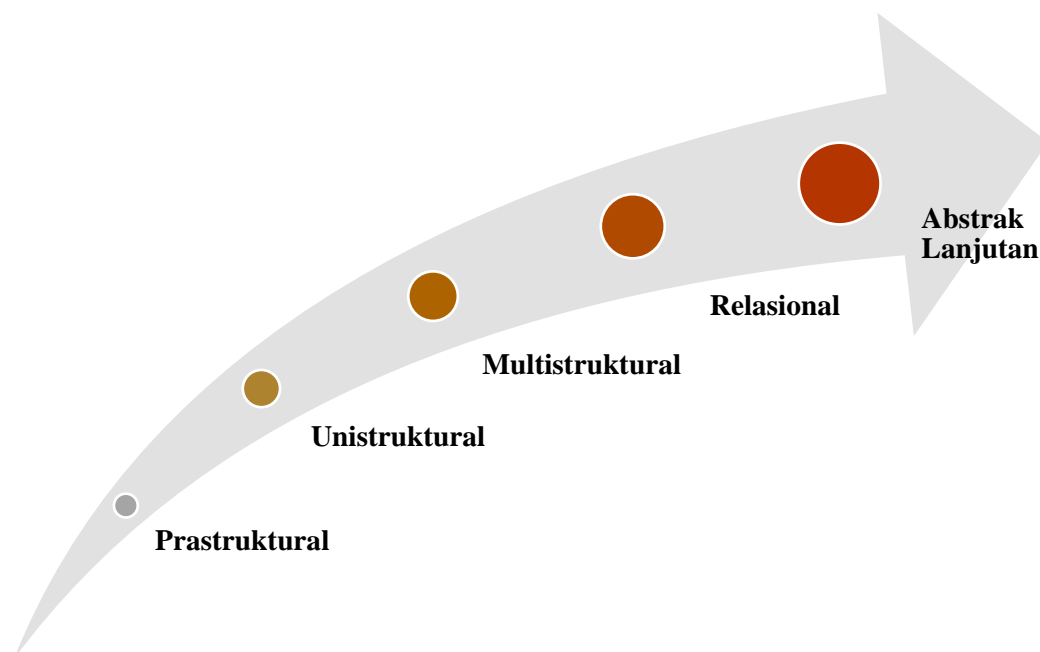 Abstrak
Lanjutan
Relasional
Multistruktural
Unistruktural
Prastruktural